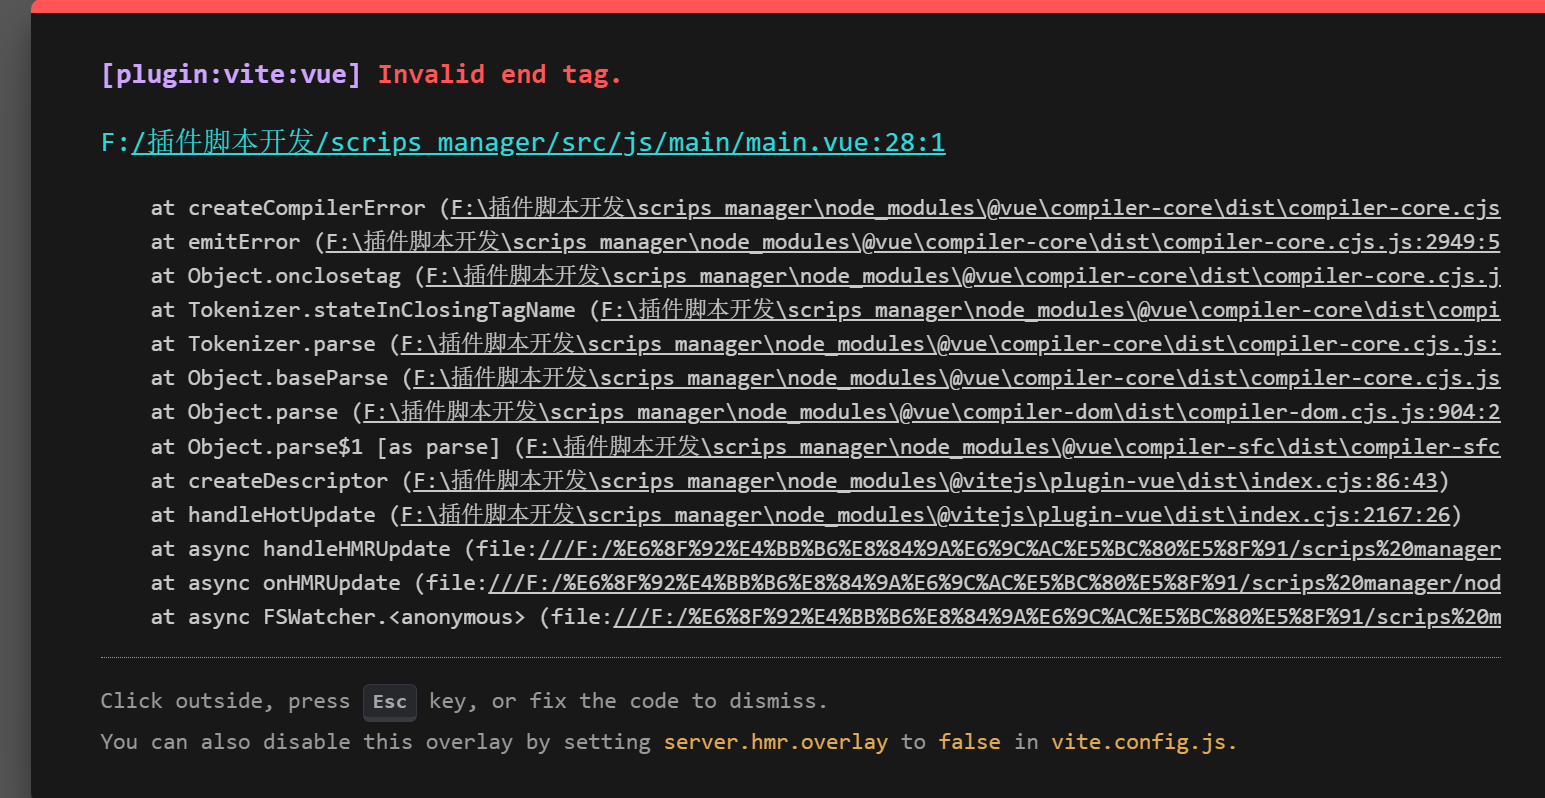 [plugin:vite:vue] Invalid end tag.
F:/插件脚本开发/scrips manager/src/js/main/main.vue:28:1
at createCompilerError (F:\插件脚本开发\scrips manager\node_modules\@vue\compiler-core\dist\compiler-core.cjs
at emitError (F:\插件脚本开发\scrips manager\node_modules\@vue\compiler-core\dist\compiler-core.cjs.js:2949:5
at Object.onclosetag (F:\插件脚本开发\scrips manager\node_modules\@vue\compiler-core\dist\compiler-core.cjs.j
at Tokenizer.stateInClosingTagName (F:\插件脚本开发\scrips manager\node_modules\@vue\compiler-core\dist\compi
at Tokenizer.parse (F:\插件脚本开发\scrips manager\node_modules\@vue\compiler-core\dist\compiler-core.cjs.js:
at Object.baseParse (F:\插件脚本开发\scrips manager\node_modules\@vue\compiler-core\dist\compiler-core.cjs.js
at Object.parse (F:\插件脚本开发\scrips manager\node_modules\@vue\compiler-dom\dist\compiler-dom.cjs.js:904:2
at Object.parse$1 [as parse] (F:\插件脚本开发\scrips manager\node_modules\@vue\compiler-sfc\dist\compiler-sfc
at createDescriptor (F:\插件脚本开发\scrips manager\node_modules\@vitejs\plugin-vue\dist\index.cjs:86:43)
at handleHotUpdate (F:\插件脚本开发\scrips manager\node_modules\@vitejs\plugin-vue\dist\index.cjs:2167:26)
at async handleHMRUpdate (file:///F:/%E6%8F%92%E4%BB%B6%E8%84%9A%E6%9C%AC%E5%BC%80%E5%8F%91/scrips%20manager
at async onHMRUpdate (file:///F:/%E6%8F%92%E4%BB%B6%E8%84%9A%E6%9C%AC%E5%BC%80%E5%8F%91/scrips%20manager/nod
at async FSWatcher.<anonymous> (file:///F:/%E6%8F%92%E4%BB%B6%E8%84%9A%E6%9C%AC%E5%BC%80%E5%8F%91/scrips%20m
Click outside, press Esc key, or fix the code to dismiss.
You can also disable this overlay by setting server.hmr.overlay to false in vite.config.js.